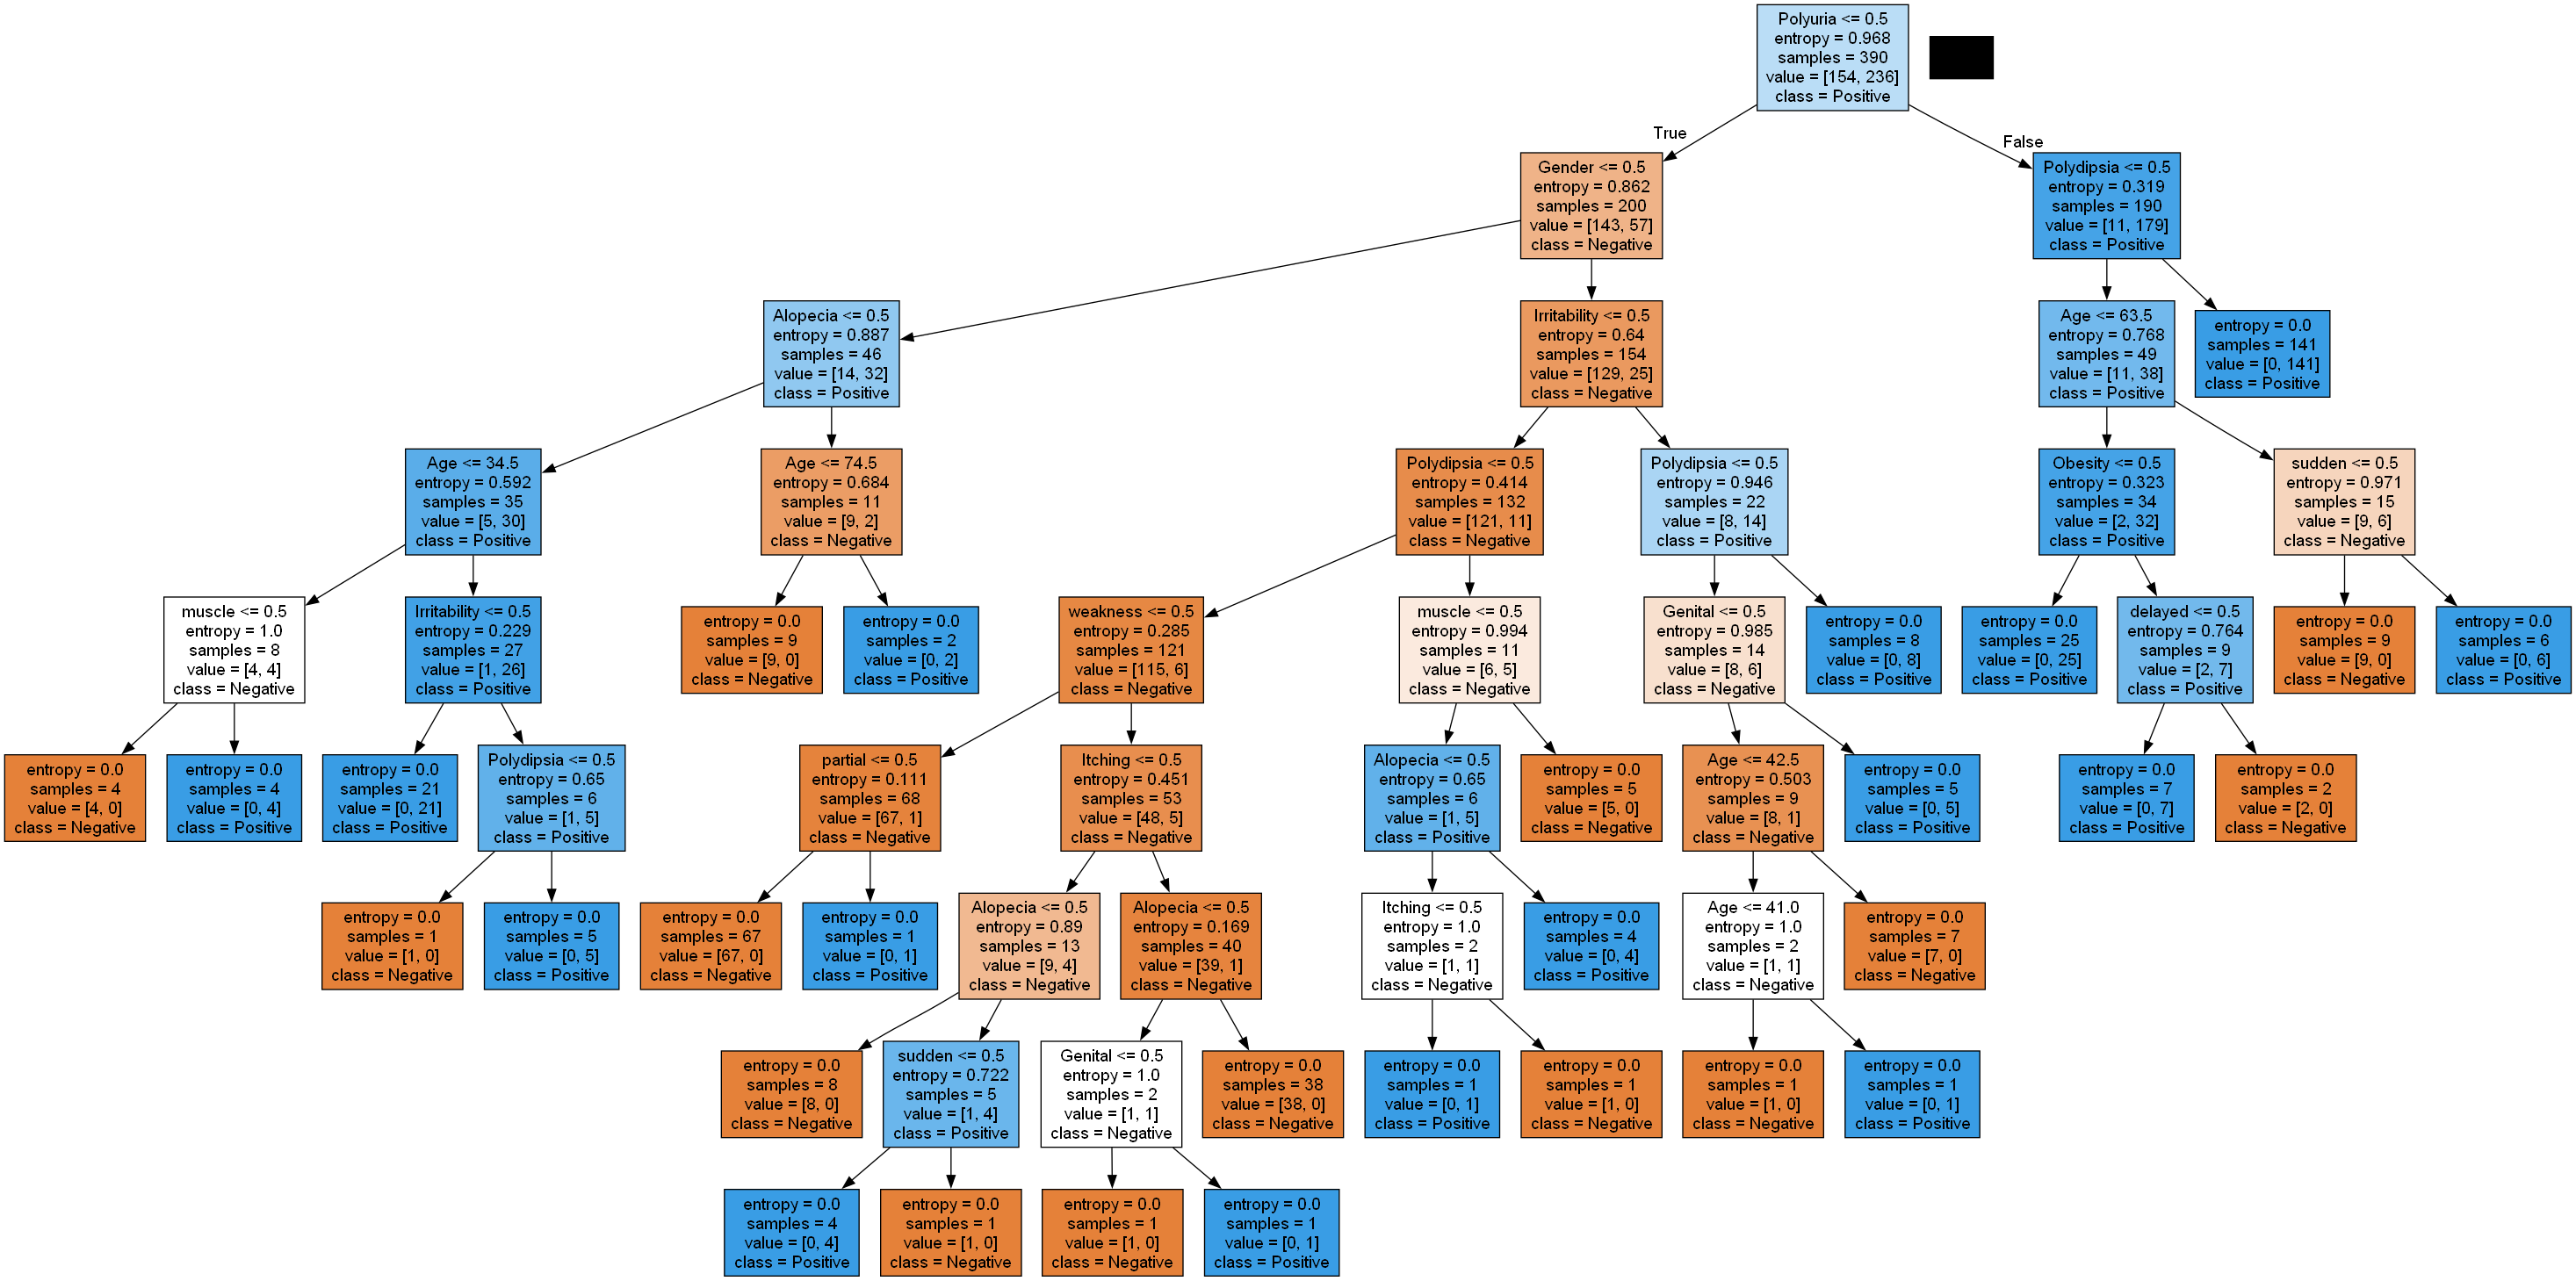 Polyuria <= 0.5
entropy = 0.968
samples = 390
value = [154, 236]
class = Positive
True
False
Gender <= 0.5
entropy = 0.862
samples = 200
value = [143, 57]
class = Negative
Polydipsia <= 0.5
entropy = 0.319
samples = 190
value = [11, 179]
class = Positive
Alopecia <= 0.5
entropy = 0.887
samples = 46
value = [14, 32]
class = Positive
Irritability <= 0.5
entropy = 0.64
samples = 154
value = [129, 25]
class = Negative
Age <= 63.5
entropy = 0.768
samples = 49
value = [11, 38]
class = Positive
entropy = 0.0
samples = 141
value = [0, 141]
class = Positive
Age <= 34.5
entropy = 0.592
samples = 35
value = [5, 30]
class = Positive
Age <= 74.5
entropy = 0.684
samples = 11
value = [9, 2]
class = Negative
Polydipsia <= 0.5
entropy = 0.414
samples = 132
value = [121, 11]
class = Negative
Polydipsia <= 0.5
entropy = 0.946
samples = 22
value = [8, 14]
class = Positive
Obesity <= 0.5
entropy = 0.323
samples = 34
value = [2, 32]
class = Positive
sudden <= 0.5
entropy = 0.971
samples = 15
value = [9, 6]
class = Negative
muscle <= 0.5
entropy = 1.0
samples = 8
value = [4, 4]
class = Negative
Irritability <= 0.5
entropy = 0.229
samples = 27
value = [1, 26]
class = Positive
entropy = 0.0
samples = 9
value = [9, 0]
class = Negative
entropy = 0.0
samples = 2
value = [0, 2]
class = Positive
weakness <= 0.5
entropy = 0.285
samples = 121
value = [115, 6]
class = Negative
muscle <= 0.5
entropy = 0.994
samples = 11
value = [6, 5]
class = Negative
Genital <= 0.5
entropy = 0.985
samples = 14
value = [8, 6]
class = Negative
entropy = 0.0
samples = 8
value = [0, 8]
class = Positive
entropy = 0.0
samples = 25
value = [0, 25]
class = Positive
delayed <= 0.5
entropy = 0.764
samples = 9
value = [2, 7]
class = Positive
entropy = 0.0
samples = 9
value = [9, 0]
class = Negative
entropy = 0.0
samples = 6
value = [0, 6]
class = Positive
entropy = 0.0
samples = 4
value = [4, 0]
class = Negative
entropy = 0.0
samples = 4
value = [0, 4]
class = Positive
entropy = 0.0
samples = 21
value = [0, 21]
class = Positive
Polydipsia <= 0.5
entropy = 0.65
samples = 6
value = [1, 5]
class = Positive
partial <= 0.5
entropy = 0.111
samples = 68
value = [67, 1]
class = Negative
Itching <= 0.5
entropy = 0.451
samples = 53
value = [48, 5]
class = Negative
Alopecia <= 0.5
entropy = 0.65
samples = 6
value = [1, 5]
class = Positive
entropy = 0.0
samples = 5
value = [5, 0]
class = Negative
Age <= 42.5
entropy = 0.503
samples = 9
value = [8, 1]
class = Negative
entropy = 0.0
samples = 5
value = [0, 5]
class = Positive
entropy = 0.0
samples = 7
value = [0, 7]
class = Positive
entropy = 0.0
samples = 2
value = [2, 0]
class = Negative
entropy = 0.0
samples = 1
value = [1, 0]
class = Negative
entropy = 0.0
samples = 5
value = [0, 5]
class = Positive
entropy = 0.0
samples = 67
value = [67, 0]
class = Negative
entropy = 0.0
samples = 1
value = [0, 1]
class = Positive
Alopecia <= 0.5
entropy = 0.89
samples = 13
value = [9, 4]
class = Negative
Alopecia <= 0.5
entropy = 0.169
samples = 40
value = [39, 1]
class = Negative
Itching <= 0.5
entropy = 1.0
samples = 2
value = [1, 1]
class = Negative
entropy = 0.0
samples = 4
value = [0, 4]
class = Positive
Age <= 41.0
entropy = 1.0
samples = 2
value = [1, 1]
class = Negative
entropy = 0.0
samples = 7
value = [7, 0]
class = Negative
entropy = 0.0
samples = 8
value = [8, 0]
class = Negative
sudden <= 0.5
entropy = 0.722
samples = 5
value = [1, 4]
class = Positive
Genital <= 0.5
entropy = 1.0
samples = 2
value = [1, 1]
class = Negative
entropy = 0.0
samples = 38
value = [38, 0]
class = Negative
entropy = 0.0
samples = 1
value = [0, 1]
class = Positive
entropy = 0.0
samples = 1
value = [1, 0]
class = Negative
entropy = 0.0
samples = 1
value = [1, 0]
class = Negative
entropy = 0.0
samples = 1
value = [0, 1]
class = Positive
entropy = 0.0
samples = 4
value = [0, 4]
class = Positive
entropy = 0.0
samples = 1
value = [1, 0]
class = Negative
entropy = 0.0
samples = 1
value = [1, 0]
class = Negative
entropy = 0.0
samples = 1
value = [0, 1]
class = Positive